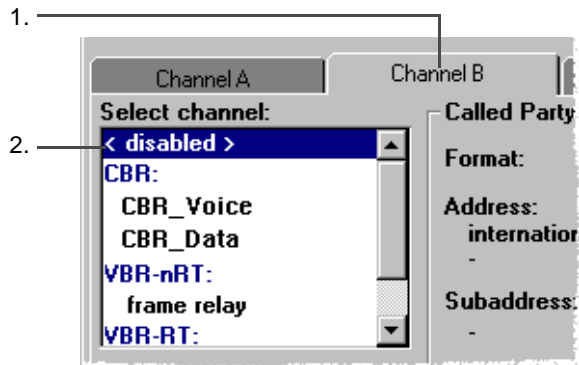 1.
Channel A
Channel B
Select channel:
2.
< disabled >
CBR:
CBR_Voice
CBR_Data
VBR-nRT:
frame relay
VBR-RT:
Called Party
Format:
Address:
-
Subaddress:
-